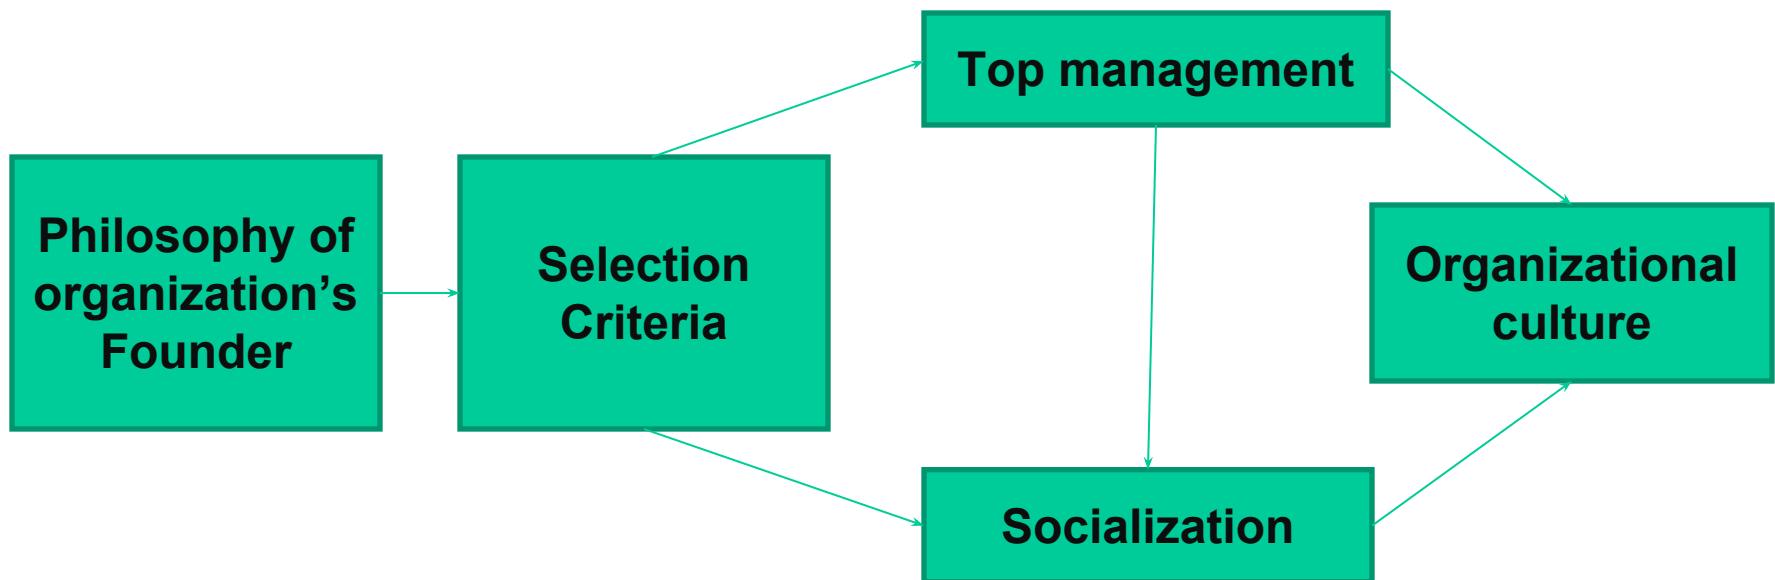 Philosophy of
organization’s
Founder
Selection
Criteria
Top management
Socialization
Organizational
culture